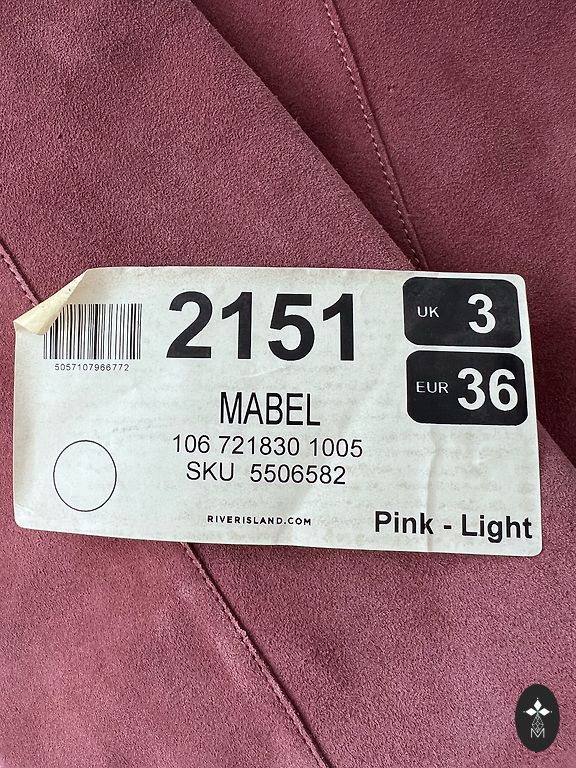 2151
UK 3
EUR 36
5057107966772
MABEL
106 721830 1005
SKU 5506582
RIVERISLAND.COM
Pink - Light
M